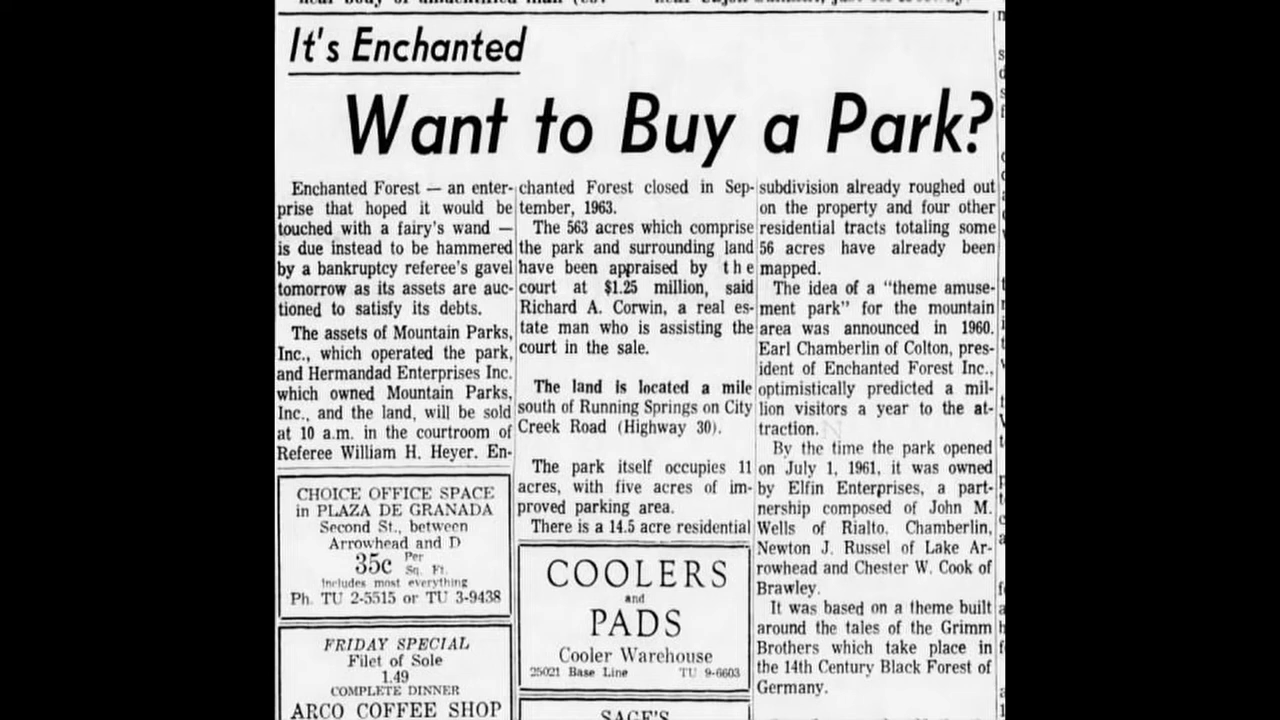 It's Enchanted
Want to Buy a Park?
Enchanted Forest — an enter-
prise that hoped it would be
touched with a fairy's wand —
is due instead to be hammered
by a bankruptcy referee's gavel
tomorrow as its assets are auc-
tioned to satisfy its debts.
The assets of Mountain Parks,
Inc., which operated the park,
and Hermandad Enterprises Inc.
which owned Mountain Parks,
Inc., and the land, will be sold
at 10 a.m. in the courtroom of
Referee William H. Heyer. En-
chanted Forest closed in Sep-
tember, 1963.
The 563 acres which comprise
the park and surrounding land
have been appraised by the
court at $1.25 million, said
Richard A. Corwin, a real es-
tate man who is assisting the
court in the sale.
The land is located a mile
south of Running Springs on City
Creek Road (Highway 30).
The park itself occupies 11
acres, with five acres of im-
proved parking area.
There is a 14.5 acre residential
subdivision already roughed out
on the property and four other
residential tracts totaling some
56 acres have already been
mapped.
The idea of a "theme amuse-
ment park" for the mountain
area was announced in 1960.
Earl Chamberlin of Colton, pres-
ident of Enchanted Forest Inc.,
optimistically predicted a mil-
lion visitors a year to the at-
traction.
By the time the park opened
on July 1, 1961, it was owned
by Elfin Enterprises, a part-
nership composed of John M.
Wells of Rialto, Chamberlin,
Newton J. Russel of Lake Ar-
rowhead and Chester W. Cook of
Brawley.
It was based on a theme built
around the tales of the Grimm
Brothers which take place in
the 14th Century Black Forest of
Germany.
CHOICE OFFICE SPACE
in PLAZA DE GRANADA
Second St., between
Arrowhead and D
35c Per Sq. Ft.
Includes most everything
Ph. TU 2-5515 or TU 3-9438
FRIDAY SPECIAL
Filet of Sole
1.49
COMPLETE DINNER
ARCO COFFEE SHOP
COOLERS
and
PADS
Cooler Warehouse
25021 Base Line TU 9-6603
SAGE'S